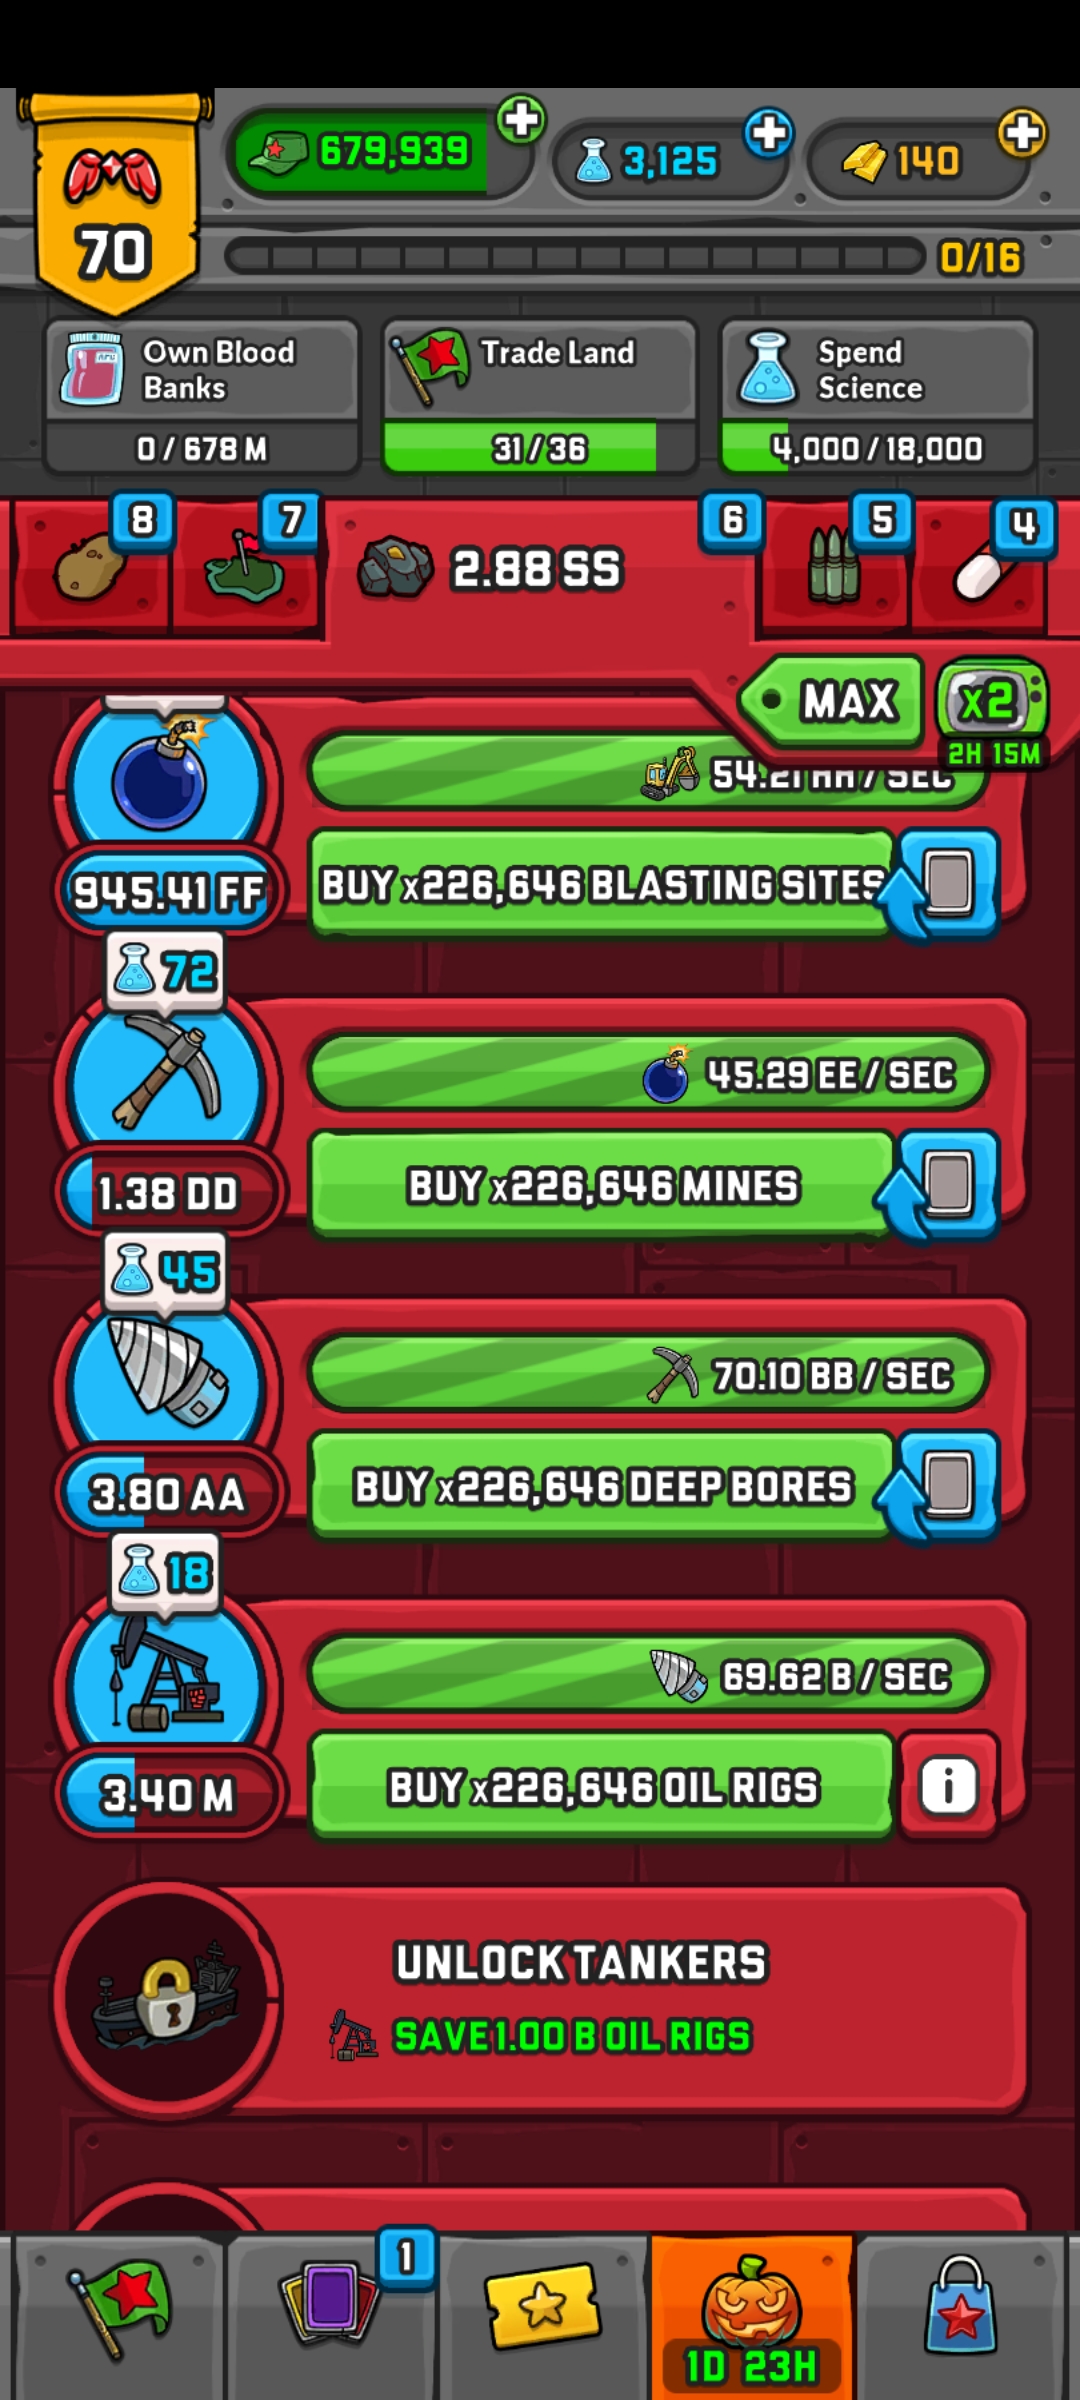 70
679,939
3,125
140
0/16
Own Blood
Banks
0 / 678 M
Trade Land
31 / 36
Spend
Science
4,000 / 18,000
8
7
2.88 SS
6
5
4
MAX
x2
2H 15M
54.21 HH / SEC
945.41 FF
BUY x226,646 BLASTING SITES
72
45.29 EE / SEC
1.38 DD
BUY x226,646 MINES
45
70.10 BB / SEC
3.80 AA
BUY x226,646 DEEP BORES
18
69.62 B / SEC
3.40 M
BUY x226,646 OIL RIGS
i
UNLOCK TANKERS
SAVE 1.00 B OIL RIGS
1
1D 23H